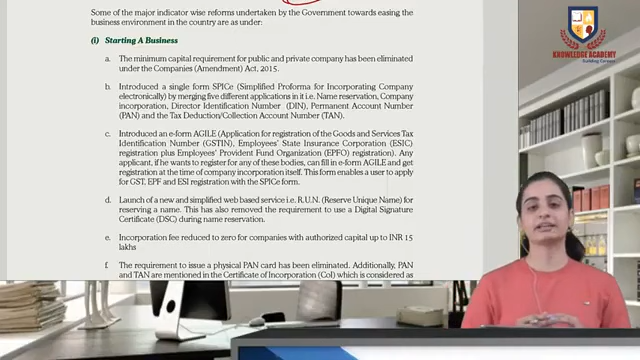 Some of the major indicator wise reforms undertaken by the Government towards easing the
business environment in the country are as under:
(i) Starting A Business
a. The minimum capital requirement for public and private company has been eliminated
under the Companies (Amendment) Act, 2015.
b. Introduced a single form SPICe (Simplified Proforma for Incorporating Company
electronically) by merging five different applications in it i.e. Name reservation, Company
incorporation, Director Identification Number (DIN), Permanent Account Number
(PAN) and the Tax Deduction/Collection Account Number (TAN).
c. Introduced an e-form AGILE (Application for registration of the Goods and Services Tax
Identification Number (GSTIN), Employees' State Insurance Corporation (ESIC)
registration plus Employees' Provident Fund Organization (EPFO) registration). Any
applicant, if he wants to register for any of these bodies, can fill in e-form AGILE and get
registration at the time of company incorporation itself. This form enables a user to apply
for GST, EPF and ESI registration with the SPICe form.
d. Launch of a new and simplified web based service i.e. R.U.N. (Reserve Unique Name) for
reserving a name. This has also removed the requirement to use a Digital Signature
Certificate (DSC) during name reservation.
e. Incorporation fee reduced to zero for companies with authorized capital up to INR 15
lakhs
f. The requirement to issue a physical PAN card has been eliminated. Additionally, PAN
and TAN are mentioned in the Certificate of Incorporation (CoI) which is considered as
KNOWLEDGE ACADEMY
Building Careers